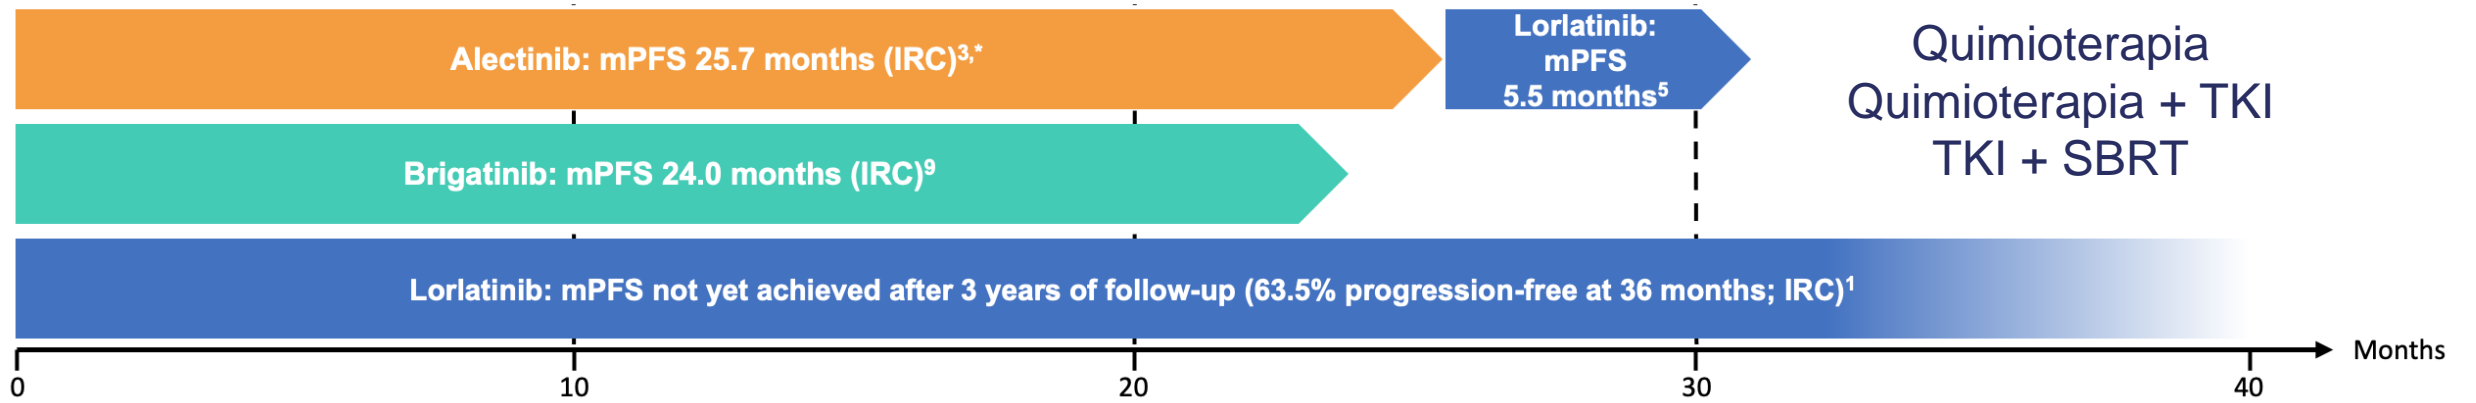 Alectinib: mPFS 25.7 months (IRC)3,*
Lorlatinib:
mPFS
5.5 months5
Quimioterapia
Quimioterapia + TKI
TKI + SBRT
Brigatinib: mPFS 24.0 months (IRC)9
Lorlatinib: mPFS not yet achieved after 3 years of follow-up (63.5% progression-free at 36 months; IRC)1
Months
0 10 20 30 40